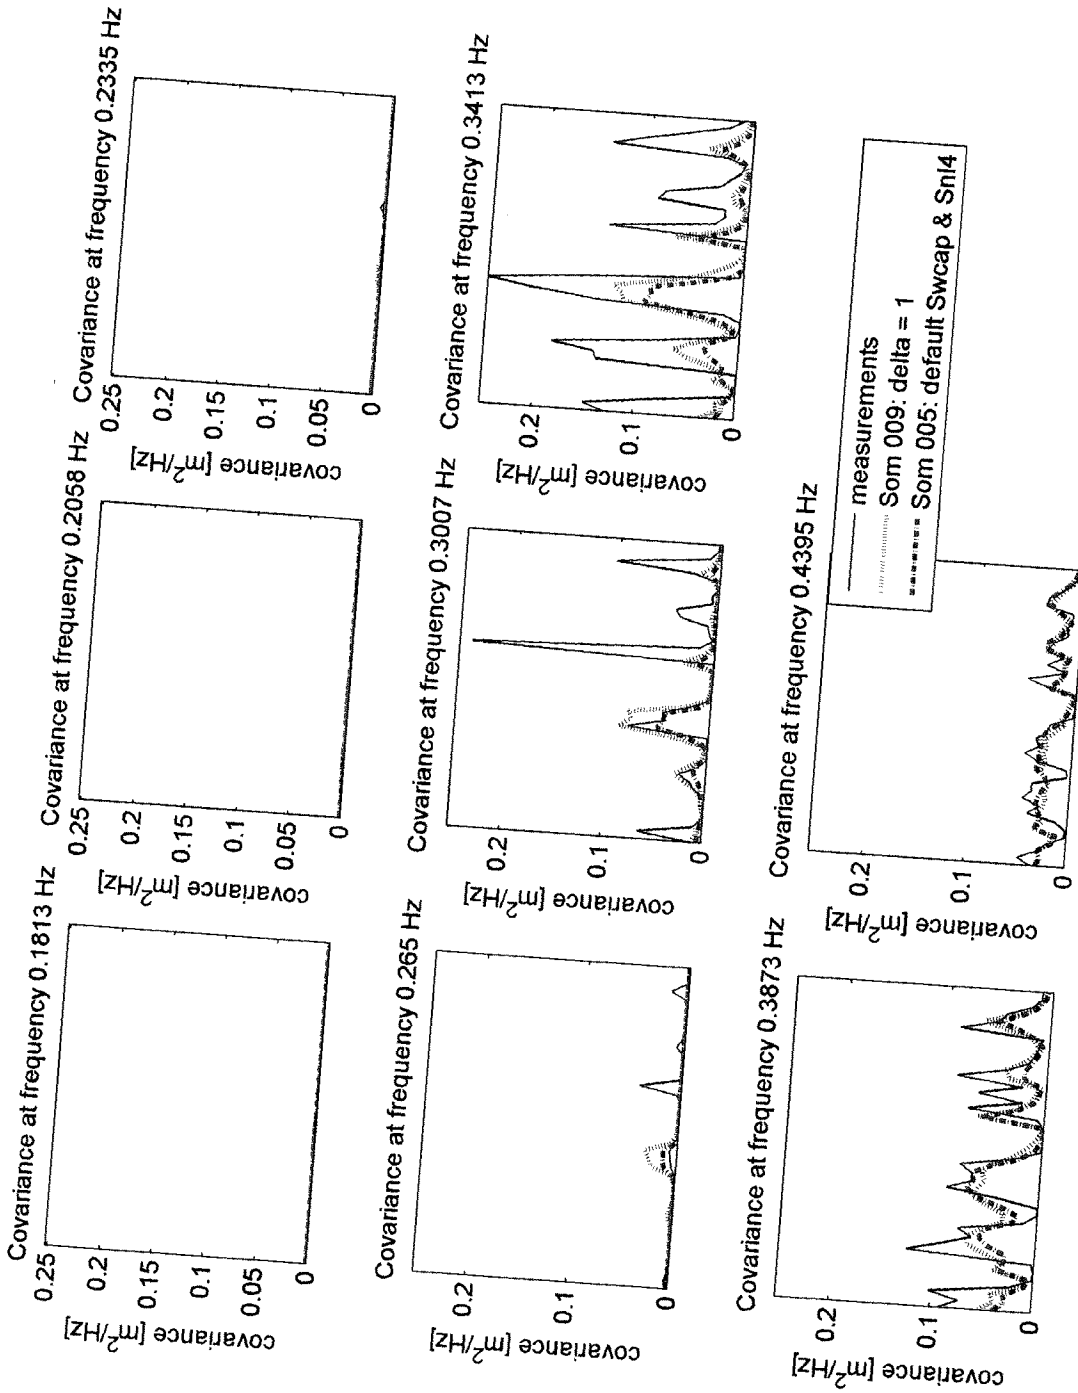 Covariance at frequency 0.1813 Hz
covariance [m²/Hz]
0.25
0.2
0.15
0.1
0.05
0
Covariance at frequency 0.2058 Hz
covariance [m²/Hz]
0.25
0.2
0.15
0.1
0.05
0
Covariance at frequency 0.2335 Hz
covariance [m²/Hz]
0.25
0.2
0.15
0.1
0.05
0
Covariance at frequency 0.265 Hz
covariance [m²/Hz]
0.2
0.1
0
Covariance at frequency 0.3007 Hz
covariance [m²/Hz]
0.2
0.1
0
Covariance at frequency 0.3413 Hz
covariance [m²/Hz]
0.2
0.1
0
Covariance at frequency 0.3873 Hz
covariance [m²/Hz]
0.2
0.1
0
Covariance at frequency 0.4395 Hz
covariance [m²/Hz]
0.2
0.1
0
measurements
Som 009: delta = 1
Som 005: default Swcap & Snl4